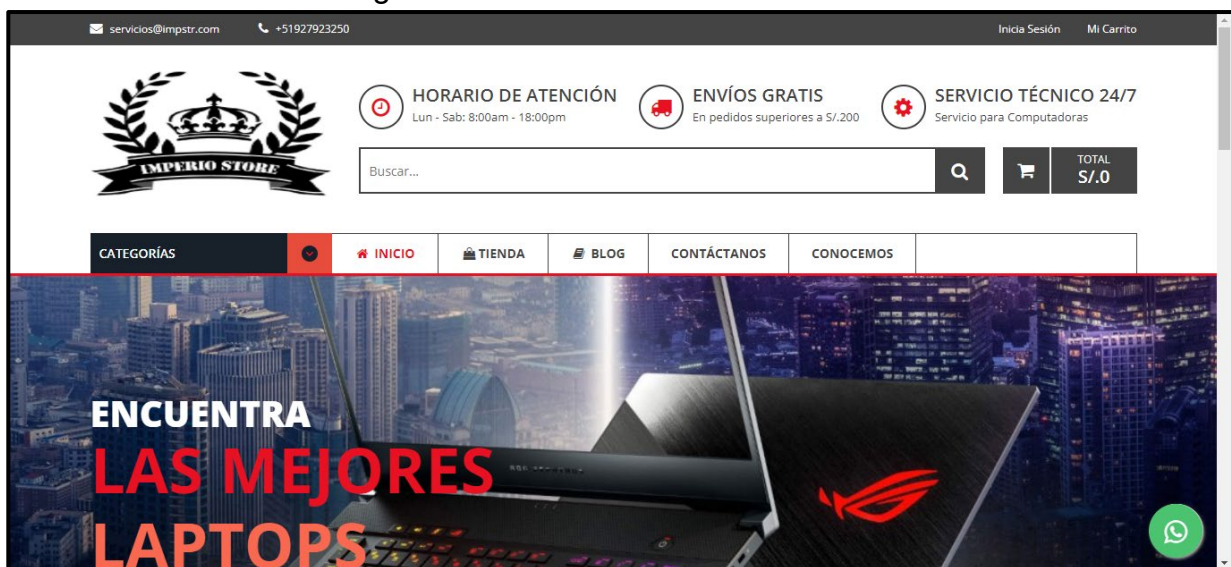 servicios@impstr.com +51927923250 Inicia Sesión Mi Carrito
HORARIO DE ATENCIÓN
Lun - Sab: 8:00am - 18:00pm
ENVÍOS GRATIS
En pedidos superiores a S/.200
SERVICIO TÉCNICO 24/7
Servicio para Computadoras
IMPERIO STORE
Buscar...
TOTAL
S/.0
CATEGORÍAS INICIO TIENDA BLOG CONTÁCTANOS CONOCEMOS
ENCUENTRA
LAS MEJORES
LAPTOPS